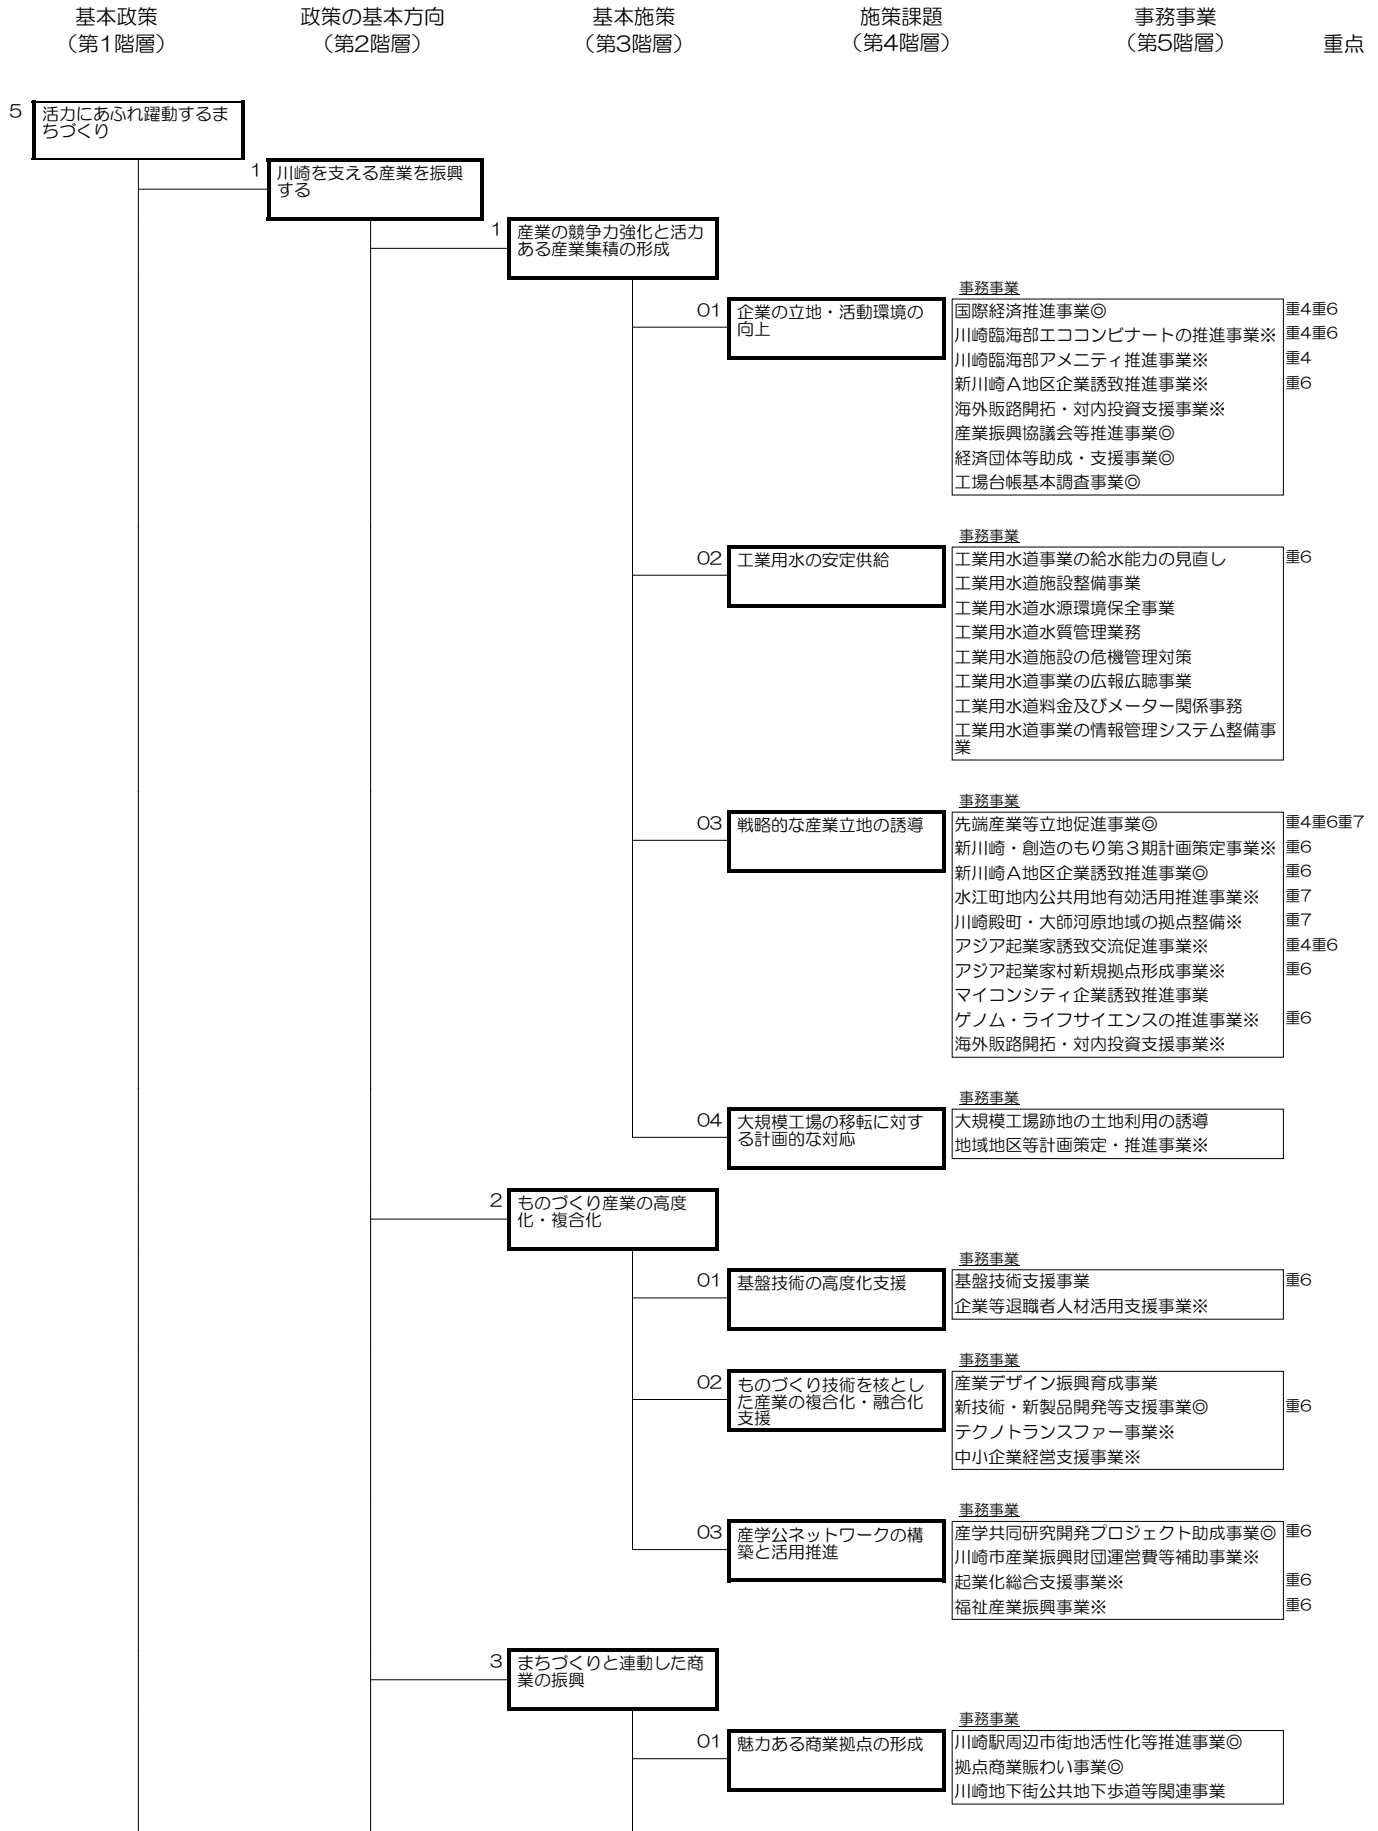 基本政策
（第1階層）
政策の基本方向
（第2階層）
基本施策
（第3階層）
施策課題
（第4階層）
事務事業
（第5階層）
重点
5
活力にあふれ躍動するま
ちづくり
1
川崎を支える産業を振興
する
1
産業の競争力強化と活力
ある産業集積の形成
事務事業
01
企業の立地・活動環境の
向上
国際経済推進事業◎ 重4重6
川崎臨海部エココンビナートの推進事業※ 重4重6
川崎臨海部アメニティ推進事業※ 重4
新川崎Ａ地区企業誘致推進事業※ 重6
海外販路開拓・対内投資支援事業※
産業振興協議会等推進事業◎
経済団体等助成・支援事業◎
工場台帳基本調査事業◎
事務事業
02
工業用水の安定供給
工業用水道事業の給水能力の見直し 重6
工業用水道施設整備事業
工業用水道水源環境保全事業
工業用水道水質管理業務
工業用水道施設の危機管理対策
工業用水道事業の広報広聴事業
工業用水道料金及びメーター関係事務
工業用水道事業の情報管理システム整備事
業
事務事業
03
戦略的な産業立地の誘導
先端産業等立地促進事業◎ 重4重6重7
新川崎・創造のもり第３期計画策定事業※ 重6
新川崎Ａ地区企業誘致推進事業◎ 重6
水江町地内公共用地有効活用推進事業※ 重7
川崎殿町・大師河原地域の拠点整備※ 重7
アジア起業家誘致交流促進事業※ 重4重6
アジア起業家村新規拠点形成事業※ 重6
マイコンシティ企業誘致推進事業
ゲノム・ライフサイエンスの推進事業※ 重6
海外販路開拓・対内投資支援事業※
事務事業
04
大規模工場の移転に対す
る計画的な対応
大規模工場跡地の土地利用の誘導
地域地区等計画策定・推進事業※
2
ものづくり産業の高度
化・複合化
事務事業
01
基盤技術の高度化支援
基盤技術支援事業 重6
企業等退職者人材活用支援事業※
事務事業
02
ものづくり技術を核とし
た産業の複合化・融合化
支援
産業デザイン振興育成事業
新技術・新製品開発等支援事業◎ 重6
テクノトランスファー事業※
中小企業経営支援事業※
事務事業
03
産学公ネットワークの構
築と活用推進
産学共同研究開発プロジェクト助成事業◎ 重6
川崎市産業振興財団運営費等補助事業※
起業化総合支援事業※ 重6
福祉産業振興事業※ 重6
3
まちづくりと連動した商
業の振興
事務事業
01
魅力ある商業拠点の形成
川崎駅周辺市街地活性化等推進事業◎
拠点商業賑わい事業◎
川崎地下街公共地下歩道等関連事業